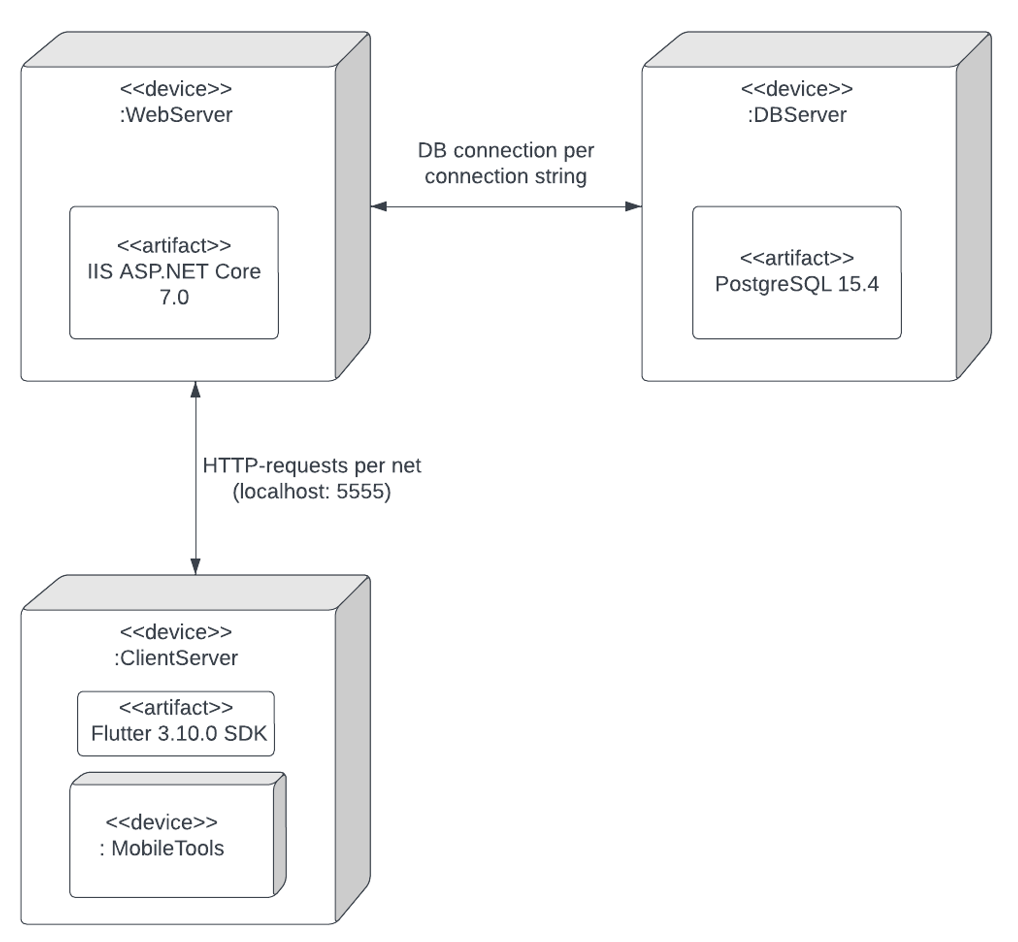 <<device>>
:WebServer
<<artifact>>
IIS ASP.NET Core
7.0
DB connection per
connection string
<<device>>
:DBServer
<<artifact>>
PostgreSQL 15.4
HTTP-requests per net
(localhost: 5555)
<<device>>
:ClientServer
<<artifact>>
Flutter 3.10.0 SDK
<<device>>
: MobileTools